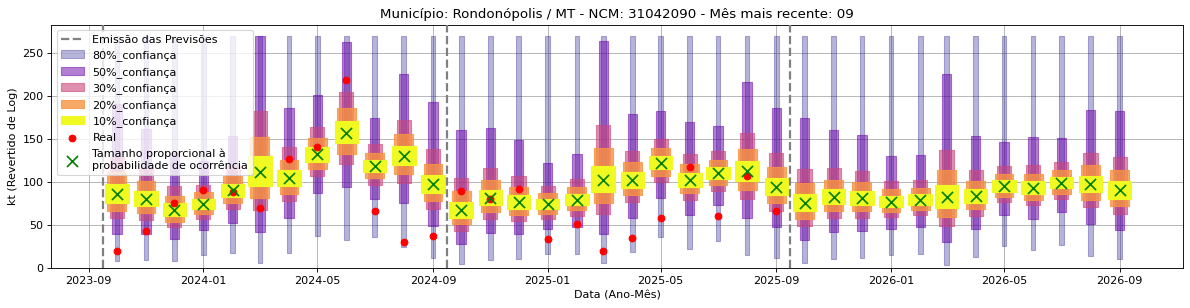 Município: Rondonópolis / MT - NCM: 31042090 - Mês mais recente: 09
kt (Revertido de Log)
250
200
150
100
50
0
Emissão das Previsões
80%_confiança
50%_confiança
30%_confiança
20%_confiança
10%_confiança
Real
Tamanho proporcional à
probabilidade de ocorrência
2023-09
2024-01
2024-05
2024-09
2025-01
2025-05
2025-09
2026-01
2026-05
2026-09
Data (Ano-Mês)